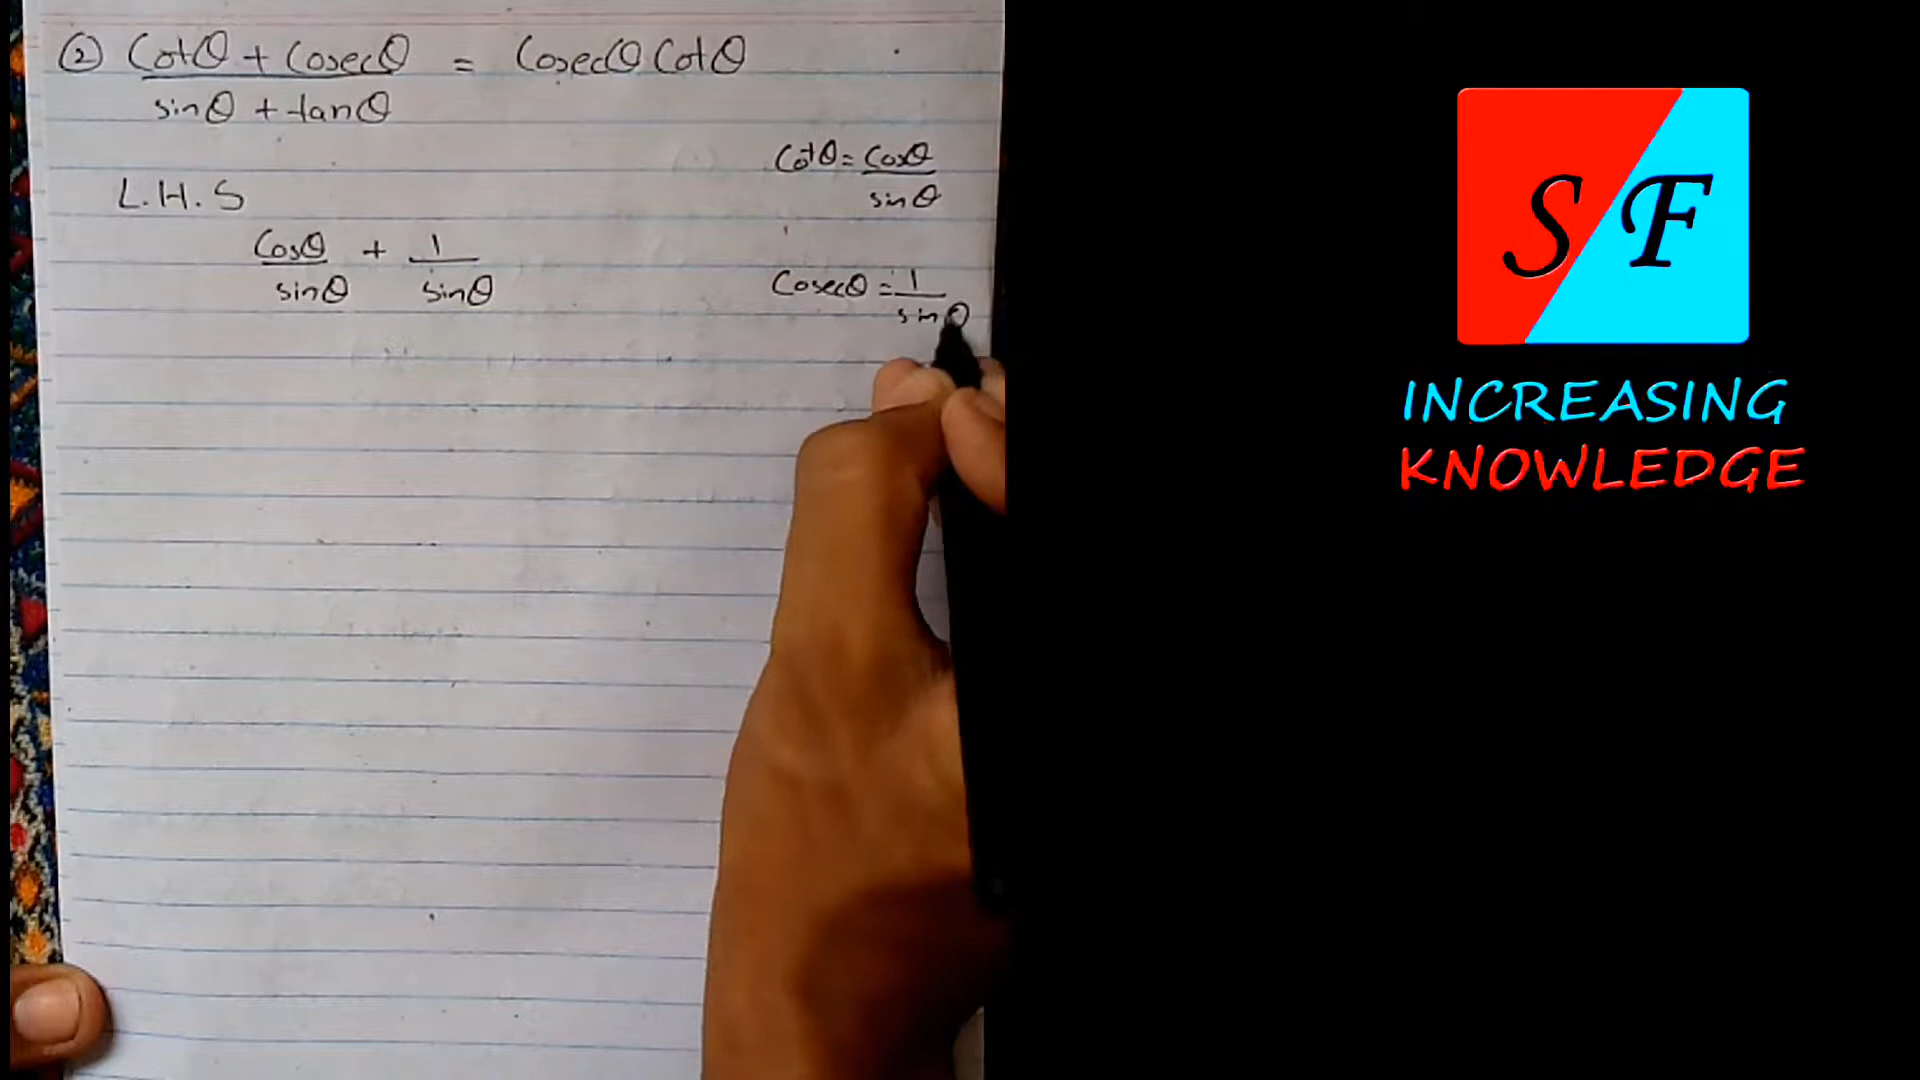 ② Cotθ + Cosecθ = Cosecθ Cotθ
sinθ + tanθ
Cotθ = Cosθ
sinθ
L.H.S
Cosθ + 1
sinθ sinθ
Cosecθ = 1
sinθ
SF
INCREASING
KNOWLEDGE